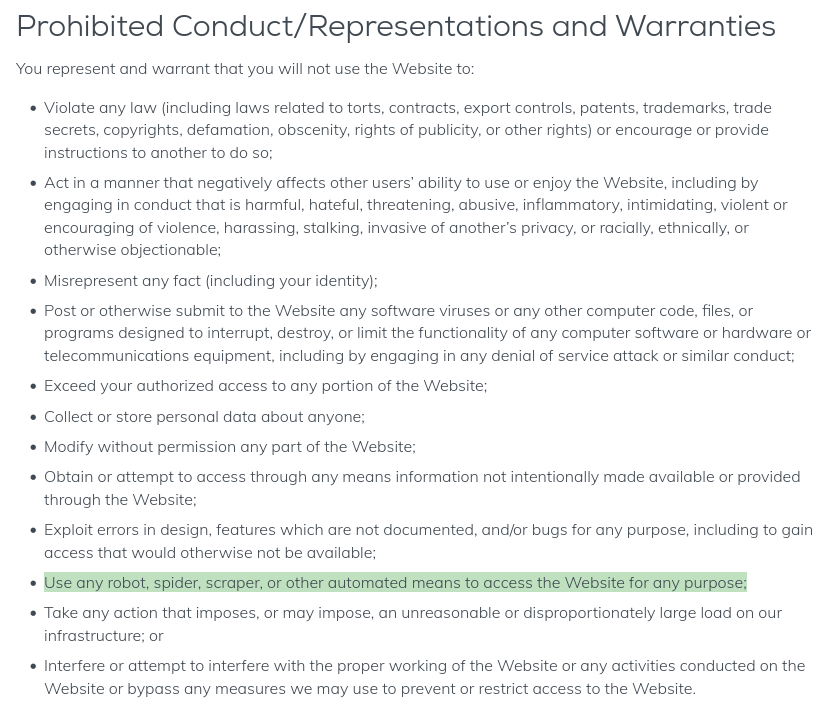 Prohibited Conduct/Representations and Warranties
You represent and warrant that you will not use the Website to:
• Violate any law (including laws related to torts, contracts, export controls, patents, trademarks, trade
secrets, copyrights, defamation, obscenity, rights of publicity, or other rights) or encourage or provide
instructions to another to do so;
• Act in a manner that negatively affects other users’ ability to use or enjoy the Website, including by
engaging in conduct that is harmful, hateful, threatening, abusive, inflammatory, intimidating, violent or
encouraging of violence, harassing, stalking, invasive of another’s privacy, or racially, ethnically, or
otherwise objectionable;
• Misrepresent any fact (including your identity);
• Post or otherwise submit to the Website any software viruses or any other computer code, files, or
programs designed to interrupt, destroy, or limit the functionality of any computer software or hardware or
telecommunications equipment, including by engaging in any denial of service attack or similar conduct;
• Exceed your authorized access to any portion of the Website;
• Collect or store personal data about anyone;
• Modify without permission any part of the Website;
• Obtain or attempt to access through any means information not intentionally made available or provided
through the Website;
• Exploit errors in design, features which are not documented, and/or bugs for any purpose, including to gain
access that would otherwise not be available;
• Use any robot, spider, scraper, or other automated means to access the Website for any purpose;
• Take any action that imposes, or may impose, an unreasonable or disproportionately large load on our
infrastructure; or
• Interfere or attempt to interfere with the proper working of the Website or any activities conducted on the
Website or bypass any measures we may use to prevent or restrict access to the Website.